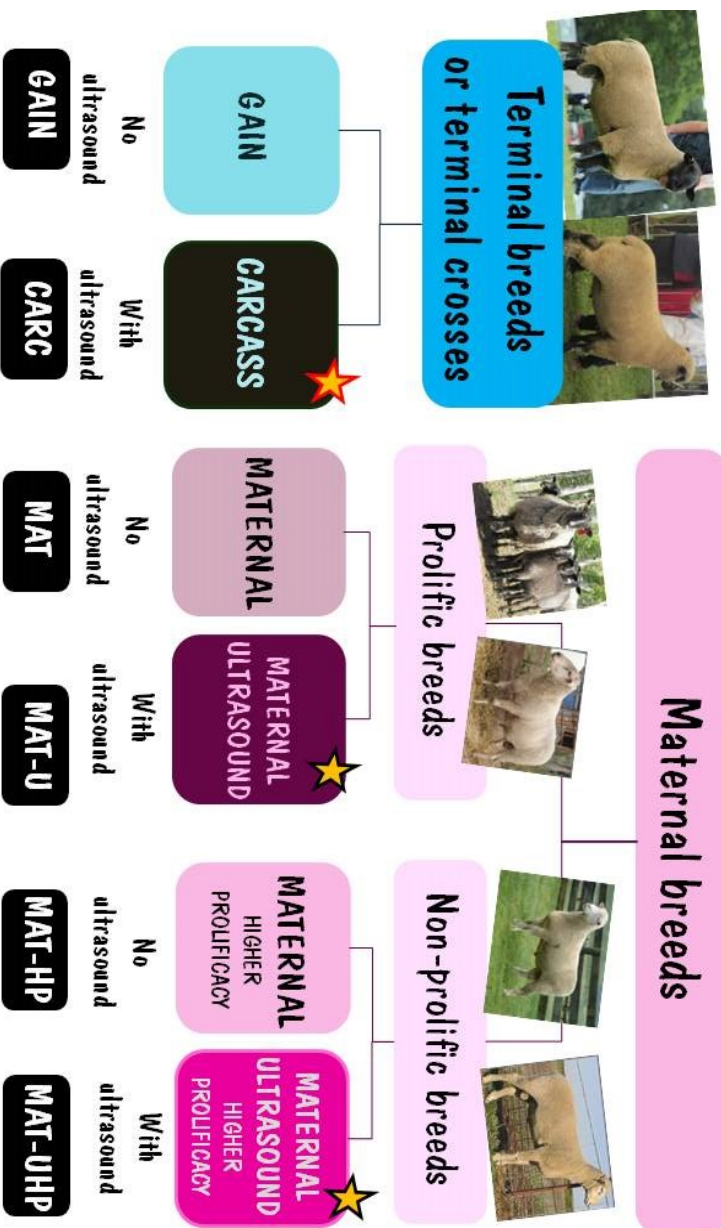 Terminal breeds
or terminal crosses
GAIN
CARCASS
No
ultrasound
With
ultrasound
GAIN
CARC
Maternal breeds
Prolific breeds
Non-prolific breeds
MATERNAL
MATERNAL
ULTRASOUND
MATERNAL
HIGHER
PROLIFICACY
MATERNAL
ULTRASOUND
HIGHER
PROLIFICACY
No
ultrasound
With
ultrasound
No
ultrasound
With
ultrasound
MAT
MAT-U
MAT-HP
MAT-UHP